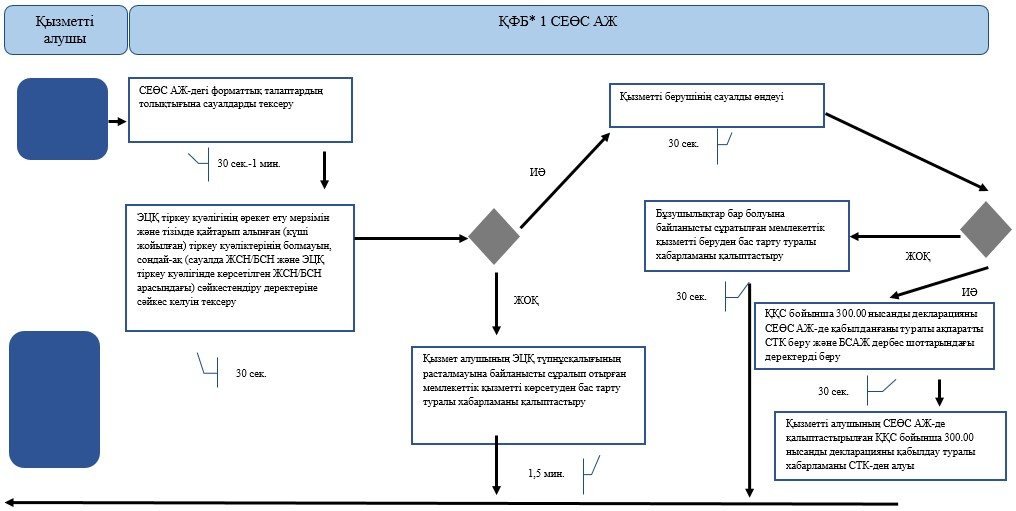 Қызметті
алушы
ҚФБ* 1 СЕӨС АЖ
СЕӨС АЖ-дегі форматтық талаптардың
толықтығына сауалдарды тексеру
30 сек.-1 мин.
ЭЦҚ тіркеу куәлігінің әрекет ету мерзімін
және тізімде қайтарып алынған (күші
жойылған) тіркеу куәліктерінің болмауын,
сондай-ақ (сауалда ЖСН/БСН және ЭЦҚ
тіркеу куәлігінде көрсетілген ЖСН/БСН
арасындағы) сәйкестендіру деректеріне
сәйкес келуін тексеру
30 сек.
ИӘ
ЖОҚ
Қызмет алушының ЭЦҚ түпнұсқалығының
расталмауына байланысты сұралып отырған
мемлекеттік қызметті көрсетуден бас тарту
туралы хабарламаны қалыптастыру
1,5 мин.
Қызметті берушінің сауалды өңдеуі
30 сек.
Бұзушылықтар бар болуына
байланысты сұратылған мемлекеттік
қызметті беруден бас тарту туралы
хабарламаны қалыптастыру
ЖОҚ
30 сек.
ИӘ
ҚҚС бойынша 300.00 нысанды декларацияны
СЕӨС АЖ-де қабылданғаны туралы ақпаратты
СТК беру және БСАЖ дербес шоттарындағы
деректерді беру
30 сек.
Қызметті алушының СЕӨС АЖ-де
қалыптастырылған ҚҚС бойынша 300.00
нысанды декларацияны қабылдау туралы
хабарламаны СТК-ден алуы